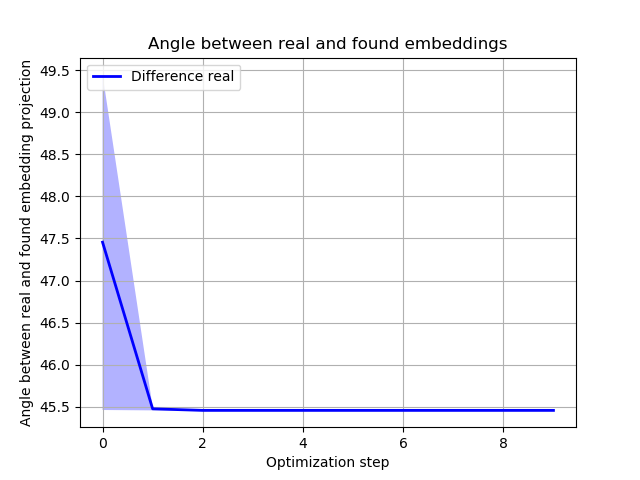 Angle between real and found embeddings
Difference real
Angle between real and found embedding projection
49.5
49.0
48.5
48.0
47.5
47.0
46.5
46.0
45.5
0 2 4 6 8
Optimization step